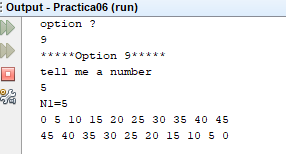 Output - Practica06 (run)
option ?
9
*****Option 9*****
tell me a number
5
N1=5
0 5 10 15 20 25 30 35 40 45
45 40 35 30 25 20 15 10 5 0